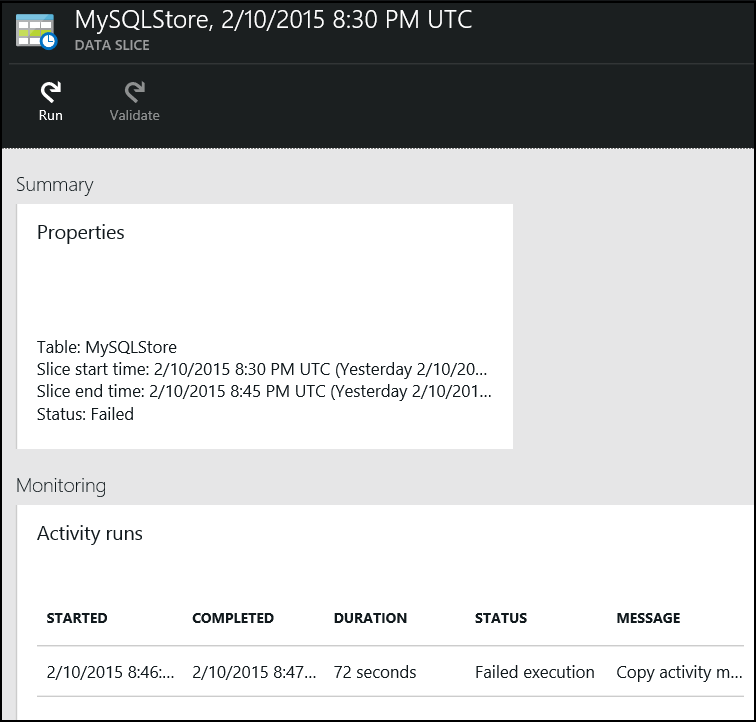 MySQLStore, 2/10/2015 8:30 PM UTC
DATA SLICE
Run Validate
Summary
Properties
Table: MySQLStore
Slice start time: 2/10/2015 8:30 PM UTC (Yesterday 2/10/20...
Slice end time: 2/10/2015 8:45 PM UTC (Yesterday 2/10/201...
Status: Failed
Monitoring
Activity runs
STARTED COMPLETED DURATION STATUS MESSAGE
2/10/2015 8:46:... 2/10/2015 8:47... 72 seconds Failed execution Copy activity m...